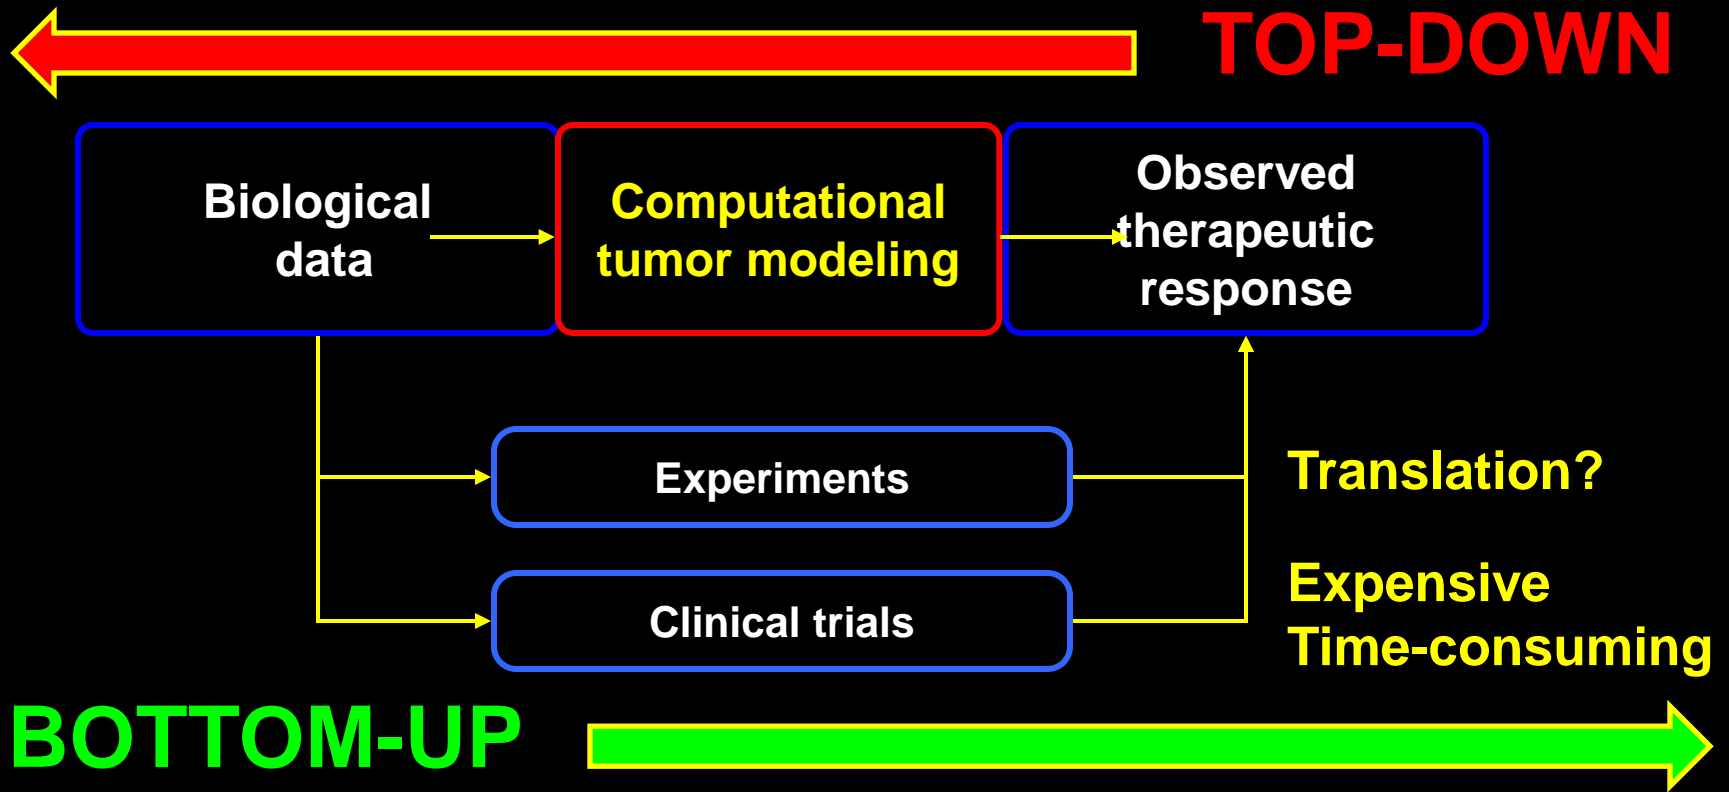 TOP-DOWN
Biological
data
Computational
tumor modeling
Observed
therapeutic
response
Experiments
Translation?
Clinical trials
Expensive
Time-consuming
BOTTOM-UP